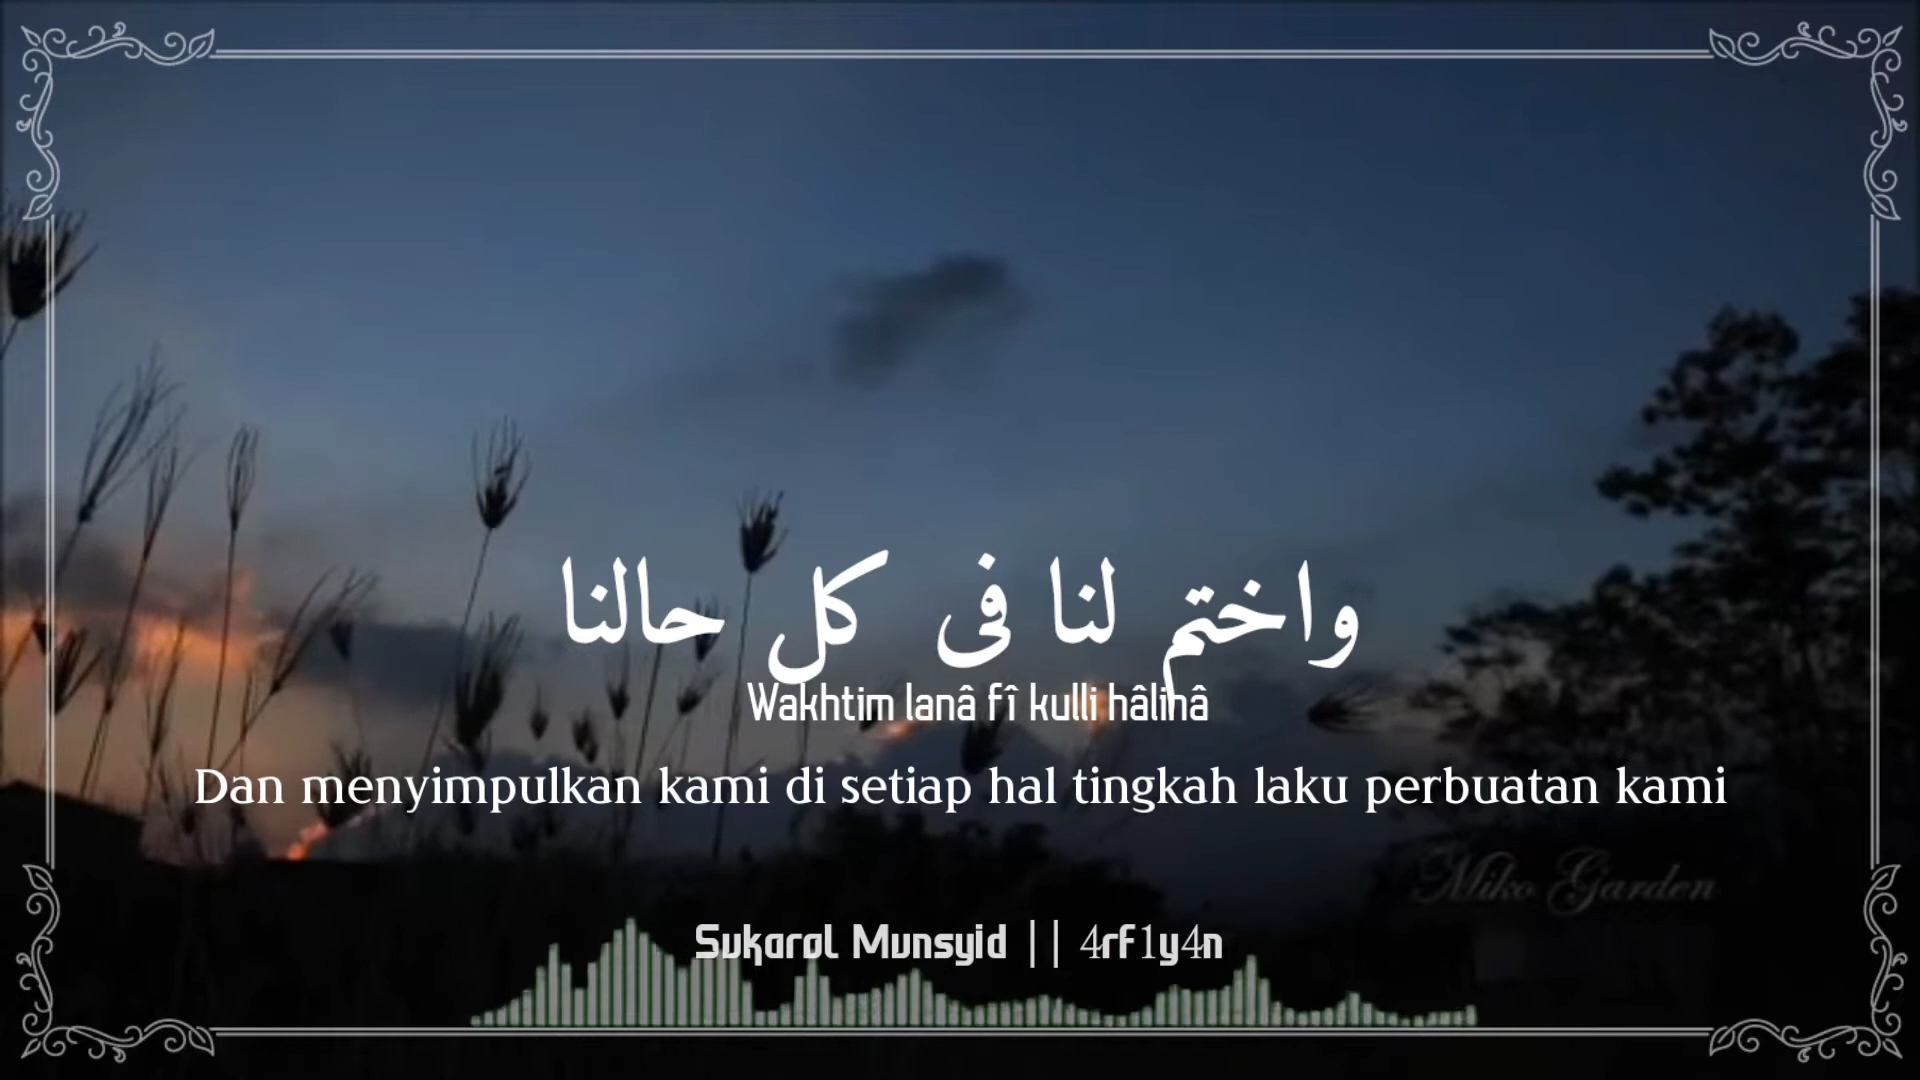 واختم لنا فى كل حالنا
Wakhtim lanâ fî kulli hâlinâ
Dan menyimpulkan kami di setiap hal tingkah laku perbuatan kami
Miko Garden
Sukarol Munsyid || 4rf1y4n